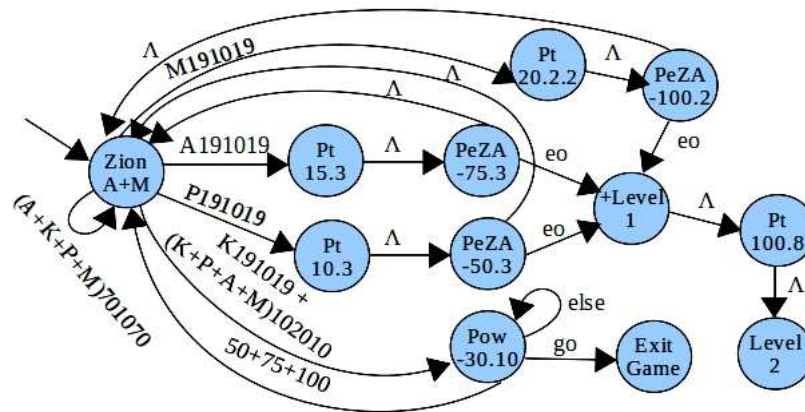 Λ
M191019
Λ
Λ
Pt
20.2.2
Λ
PeZA
-100.2
eo
Zion
A+M
A191019
Pt
15.3
Λ
PeZA
-75.3
eo
+Level
1
Λ
Pt
100.8
P191019
Pt
10.3
Λ
PeZA
-50.3
eo
Λ
Level
2
(A+K+P+M)701070
K191019 +
(K+P+A+M)102010
50+75+100
Pow
-30.10
else
go
Exit
Game